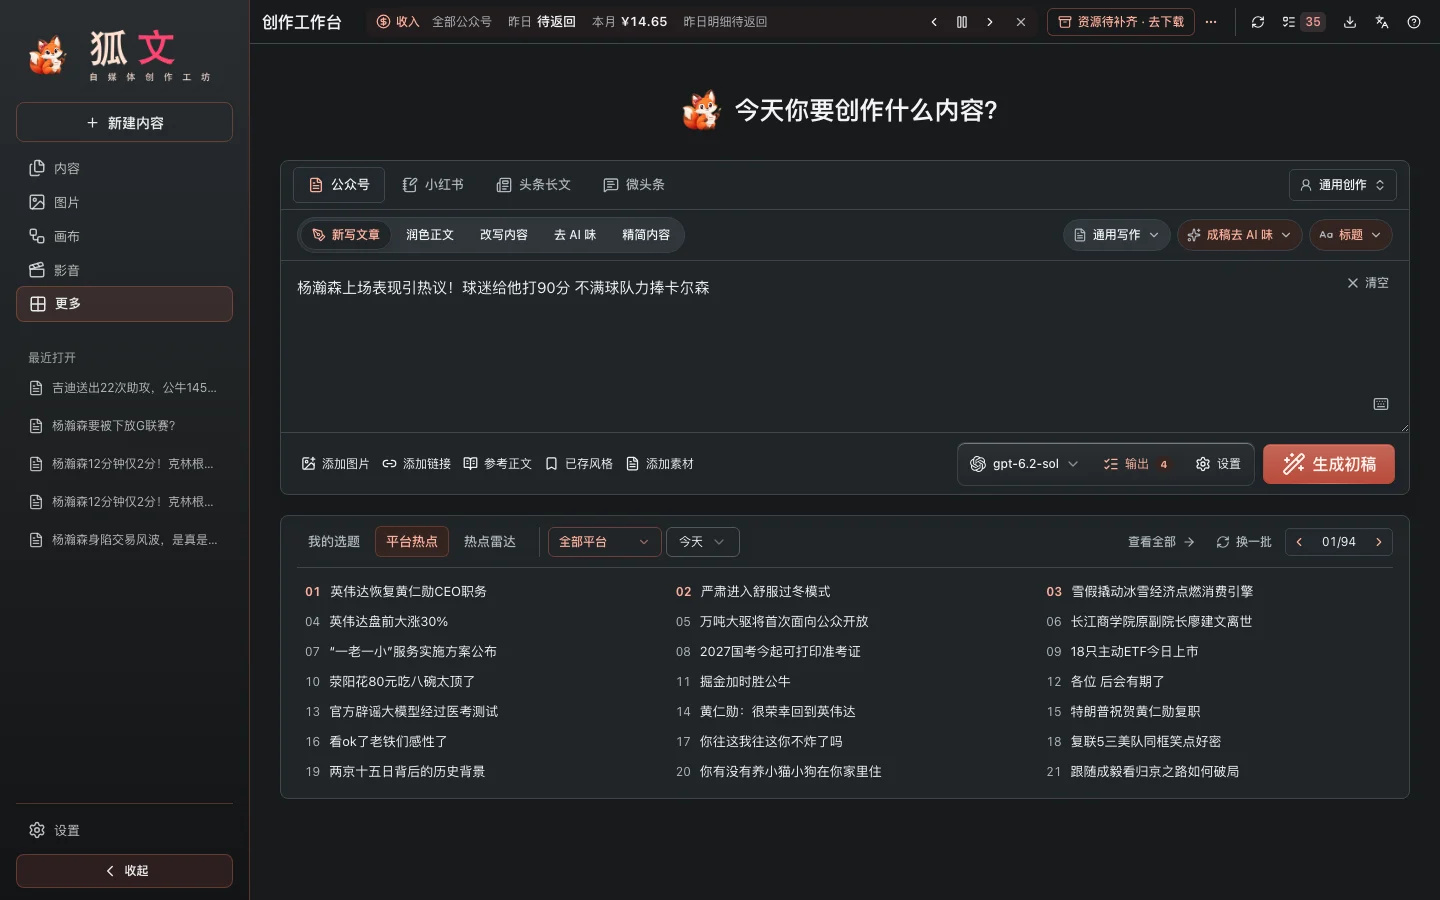 狐文
自媒体创作工坊
新建内容
内容
图片
画布
影音
更多
最近打开
吉迪送出22次助攻，公牛145...
杨瀚森要被下放G联赛?
杨瀚森12分钟仅2分！克林根...
杨瀚森12分钟仅2分！克林根...
杨瀚森身陷交易风波，是真是...
设置
收起
创作工作台
收入 全部公众号 昨日 待返回 本月 ¥14.65 昨日明细待返回
资源待补齐 · 去下载
35
今天你要创作什么内容?
公众号 小红书 头条长文 微头条
通用创作
新写文章 润色正文 改写内容 去 AI 味 精简内容
通用写作 成稿去 AI 味 Aa 标题
杨瀚森上场表现引热议！球迷给他打90分 不满球队力捧卡尔森
清空
添加图片 添加链接 参考正文 已存风格 添加素材
gpt-6.2-sol 输出 4 设置
生成初稿
我的选题 平台热点 热点雷达 全部平台 今天
查看全部 换一批 01/94
01 英伟达恢复黄仁勋CEO职务
02 严肃进入舒服过冬模式
03 雪假撬动冰雪经济点燃消费引擎
04 英伟达盘前大涨30%
05 万吨大驱将首次面向公众开放
06 长江商学院原副院长廖建文离世
07 “一老一小”服务实施方案公布
08 2027国考今起可打印准考证
09 18只主动ETF今日上市
10 荥阳花80元吃八碗太顶了
11 掘金加时胜公牛
12 各位 后会有期了
13 官方辟谣大模型经过医考测试
14 黄仁勋：很荣幸回到英伟达
15 特朗普祝贺黄仁勋复职
16 看ok了老铁们感性了
17 你往这我往这你不炸了吗
18 复联5三美队同框笑点好密
19 两京十五日背后的历史背景
20 你有没有养小猫小狗在你家里住
21 跟随成毅看归京之路如何破局